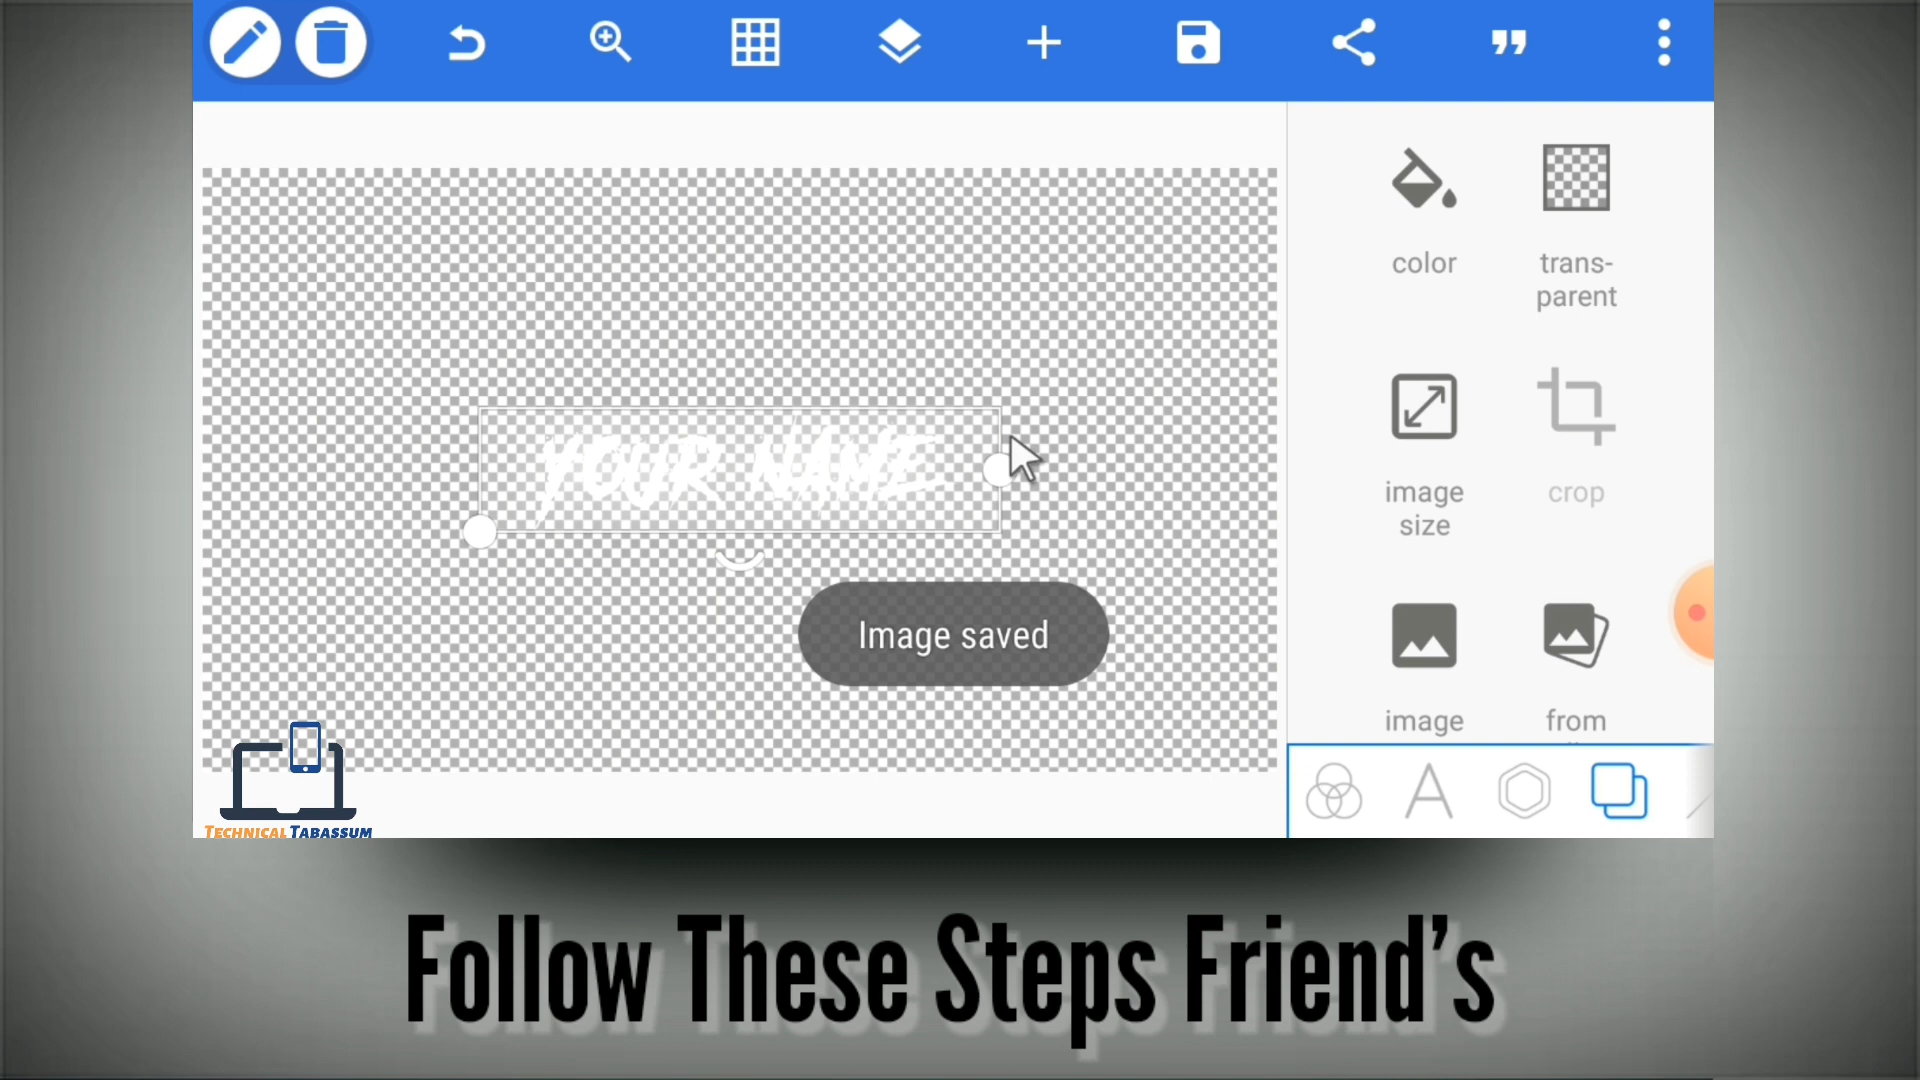 color
trans-
parent
YOUR NAME
image
size
crop
Image saved
image
from
TECHNICAL TABASSUM
Follow These Steps Friend’s